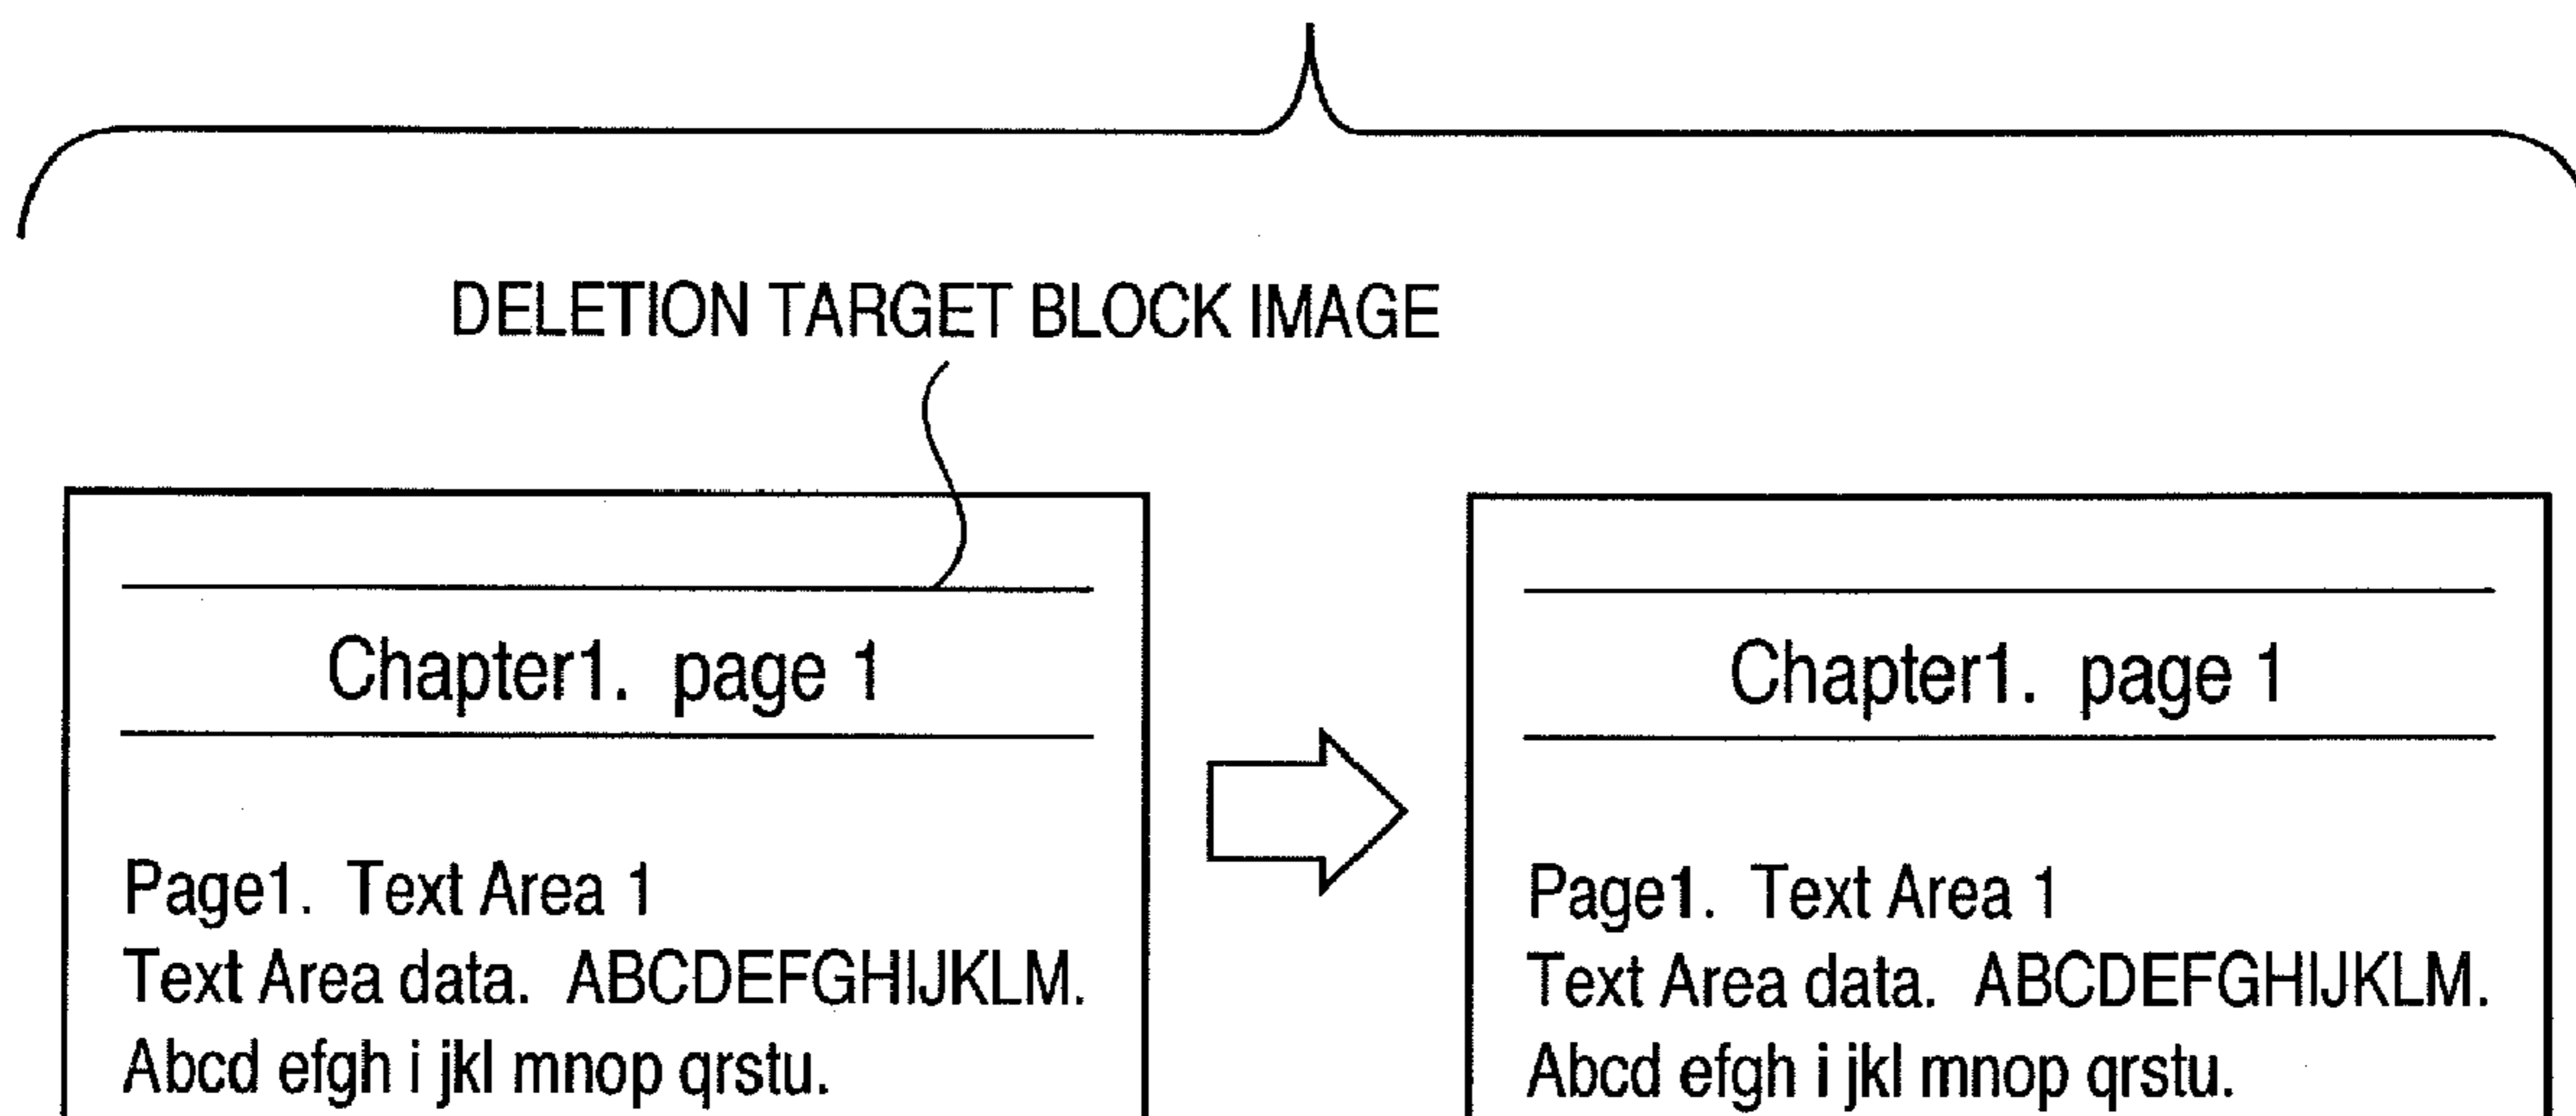 DELETION TARGET BLOCK IMAGE
Chapter1. page 1
Page1. Text Area 1
Text Area data. ABCDEFGHIJKLM.
Abcd efgh i jkl mnop qrstu.
Chapter1. page 1
Page1. Text Area 1
Text Area data. ABCDEFGHIJKLM.
Abcd efgh i jkl mnop qrstu.